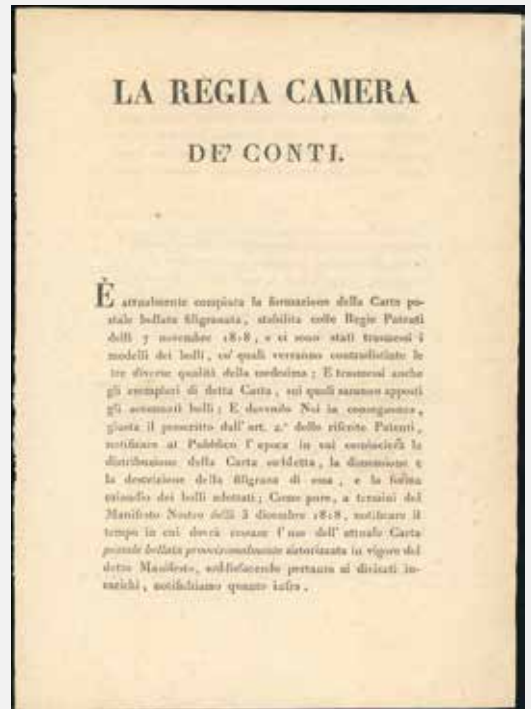 LA REGIA CAMERA
DE' CONTI.
È attualmente compiuta la formazione della Carta po-
stale bollata filigranata, stabilita colle Regie Patenti
delli 7 novembre 1818, e ci sono stati trasmessi i
modelli dei bolli, co' quali verranno contradistinte le
tre diverse qualità della medesima; E trasmessi anche
gli esemplari di detta Carta, sui quali saranno apposti
gli accennati bolli; E dovendo Noi in conseguenza,
giusta il prescritto dall'art. 2.° delle riferite Patenti,
notificare al Pubblico l'epoca in cui comincierà la
distribuzione della Carta suddetta, la dimensione e
la descrizione della filigrana di essa, e la forma
eziandio dei bolli adottati; Come pure, a termini del
Manifesto Nostro delli 3 dicembre 1818, notificare il
tempo in cui dovrà cessare l'uso dell'attuale Carta
postale bollata provvisionalmente autorizzata in vigore del
detto Manifesto, soddisfacendo pertanto ai divisati in-
carichi, notifichiamo quanto infra.